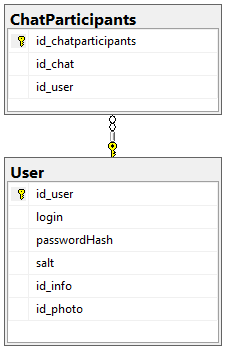 ChatParticipants
id_chatparticipants
id_chat
id_user
User
id_user
login
passwordHash
salt
id_info
id_photo